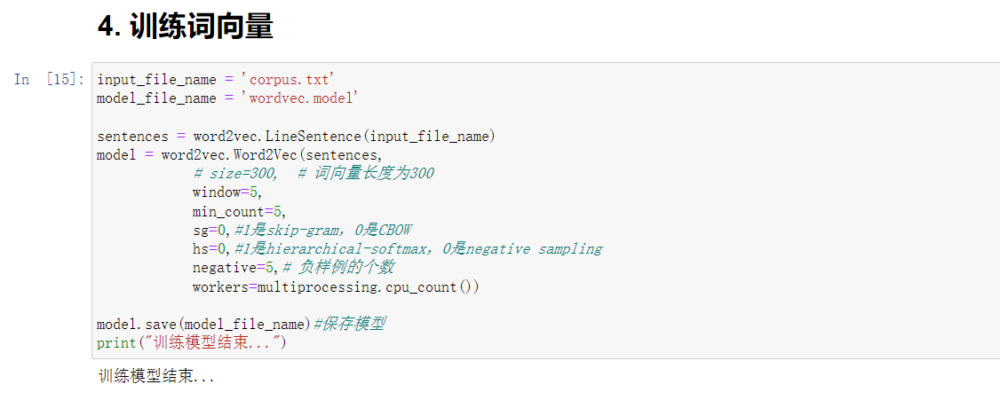 4. 训练词向量
In [15]:
input_file_name = 'corpus.txt'
model_file_name = 'wordvec.model'
sentences = word2vec.LineSentence(input_file_name)
model = word2vec.Word2Vec(sentences,
# size=300,  # 词向量长度为300
window=5,
min_count=5,
sg=0,#1是skip-gram，0是CBOW
hs=0,#1是hierarchical-softmax，0是negative sampling
negative=5,# 负样例的个数
workers=multiprocessing.cpu_count())
model.save(model_file_name)#保存模型
print("训练模型结束...")
训练模型结束...